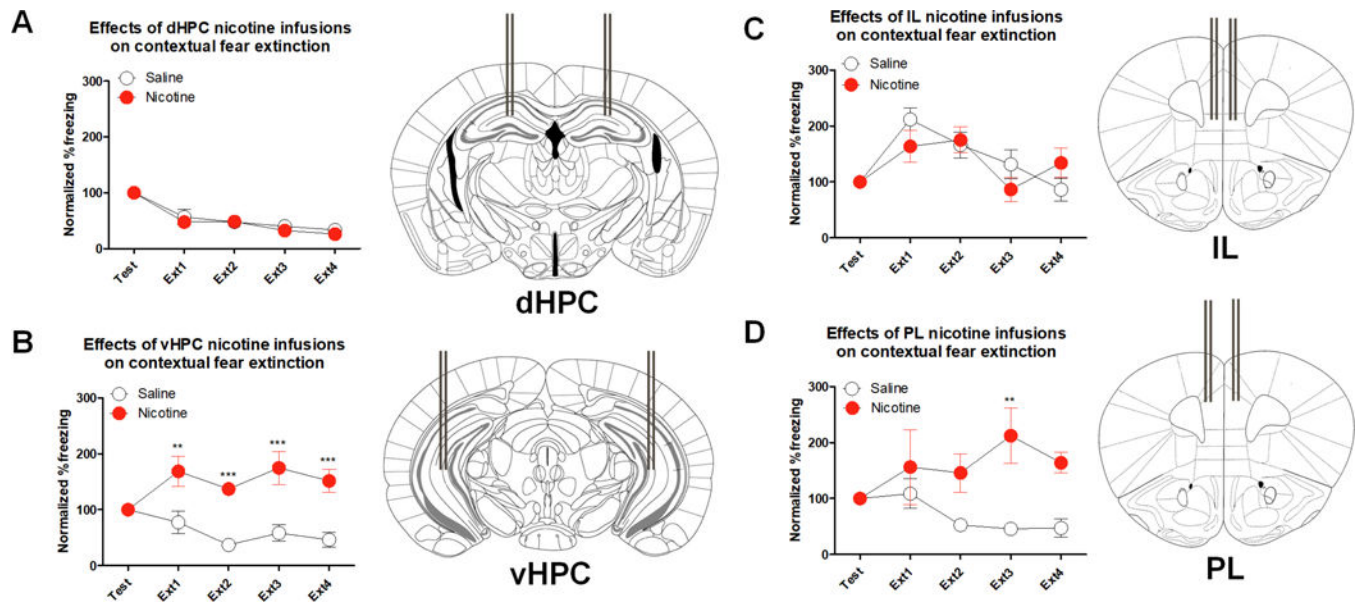 A
Effects of dHPC nicotine infusions
on contextual fear extinction
Saline
Nicotine
300
200
100
0
Normalized %freezing
Test
Ext1
Ext2
Ext3
Ext4
dHPC
B
Effects of vHPC nicotine infusions
on contextual fear extinction
Saline
Nicotine
300
200
100
0
Normalized %freezing
**
***
***
***
Test
Ext1
Ext2
Ext3
Ext4
vHPC
C
Effects of IL nicotine infusions
on contextual fear extinction
Saline
Nicotine
300
200
100
0
Normalized %freezing
Test
Ext1
Ext2
Ext3
Ext4
IL
D
Effects of PL nicotine infusions
on contextual fear extinction
Saline
Nicotine
300
200
100
0
Normalized %freezing
**
Test
Ext1
Ext2
Ext3
Ext4
PL